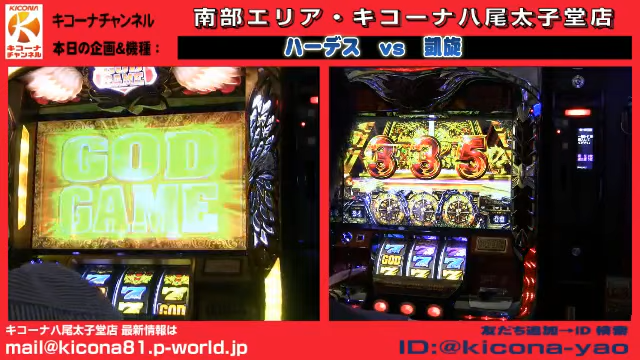 KICONA
キコーナ
チャンネル
キコーナチャンネル
南部エリア・キコーナ八尾太子堂店
本日の企画&機種：
ハーデス vs 凱旋
GOD
GAME
335
GOD
GOD
キコーナ八尾太子堂店 最新情報は
mail@kicona81.p-world.jp
友だち追加→ID 検索
ID:@kicona-yao